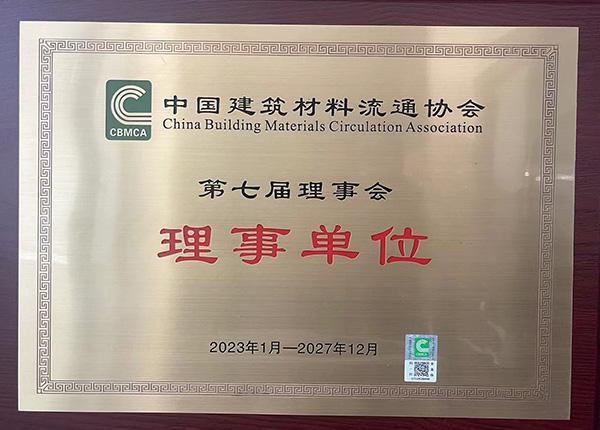 中国建筑材料流通协会
CBMCA
China Building Materials Circulation Association
第七届理事会
理事单位
2023年1月—2027年12月
CBMCA